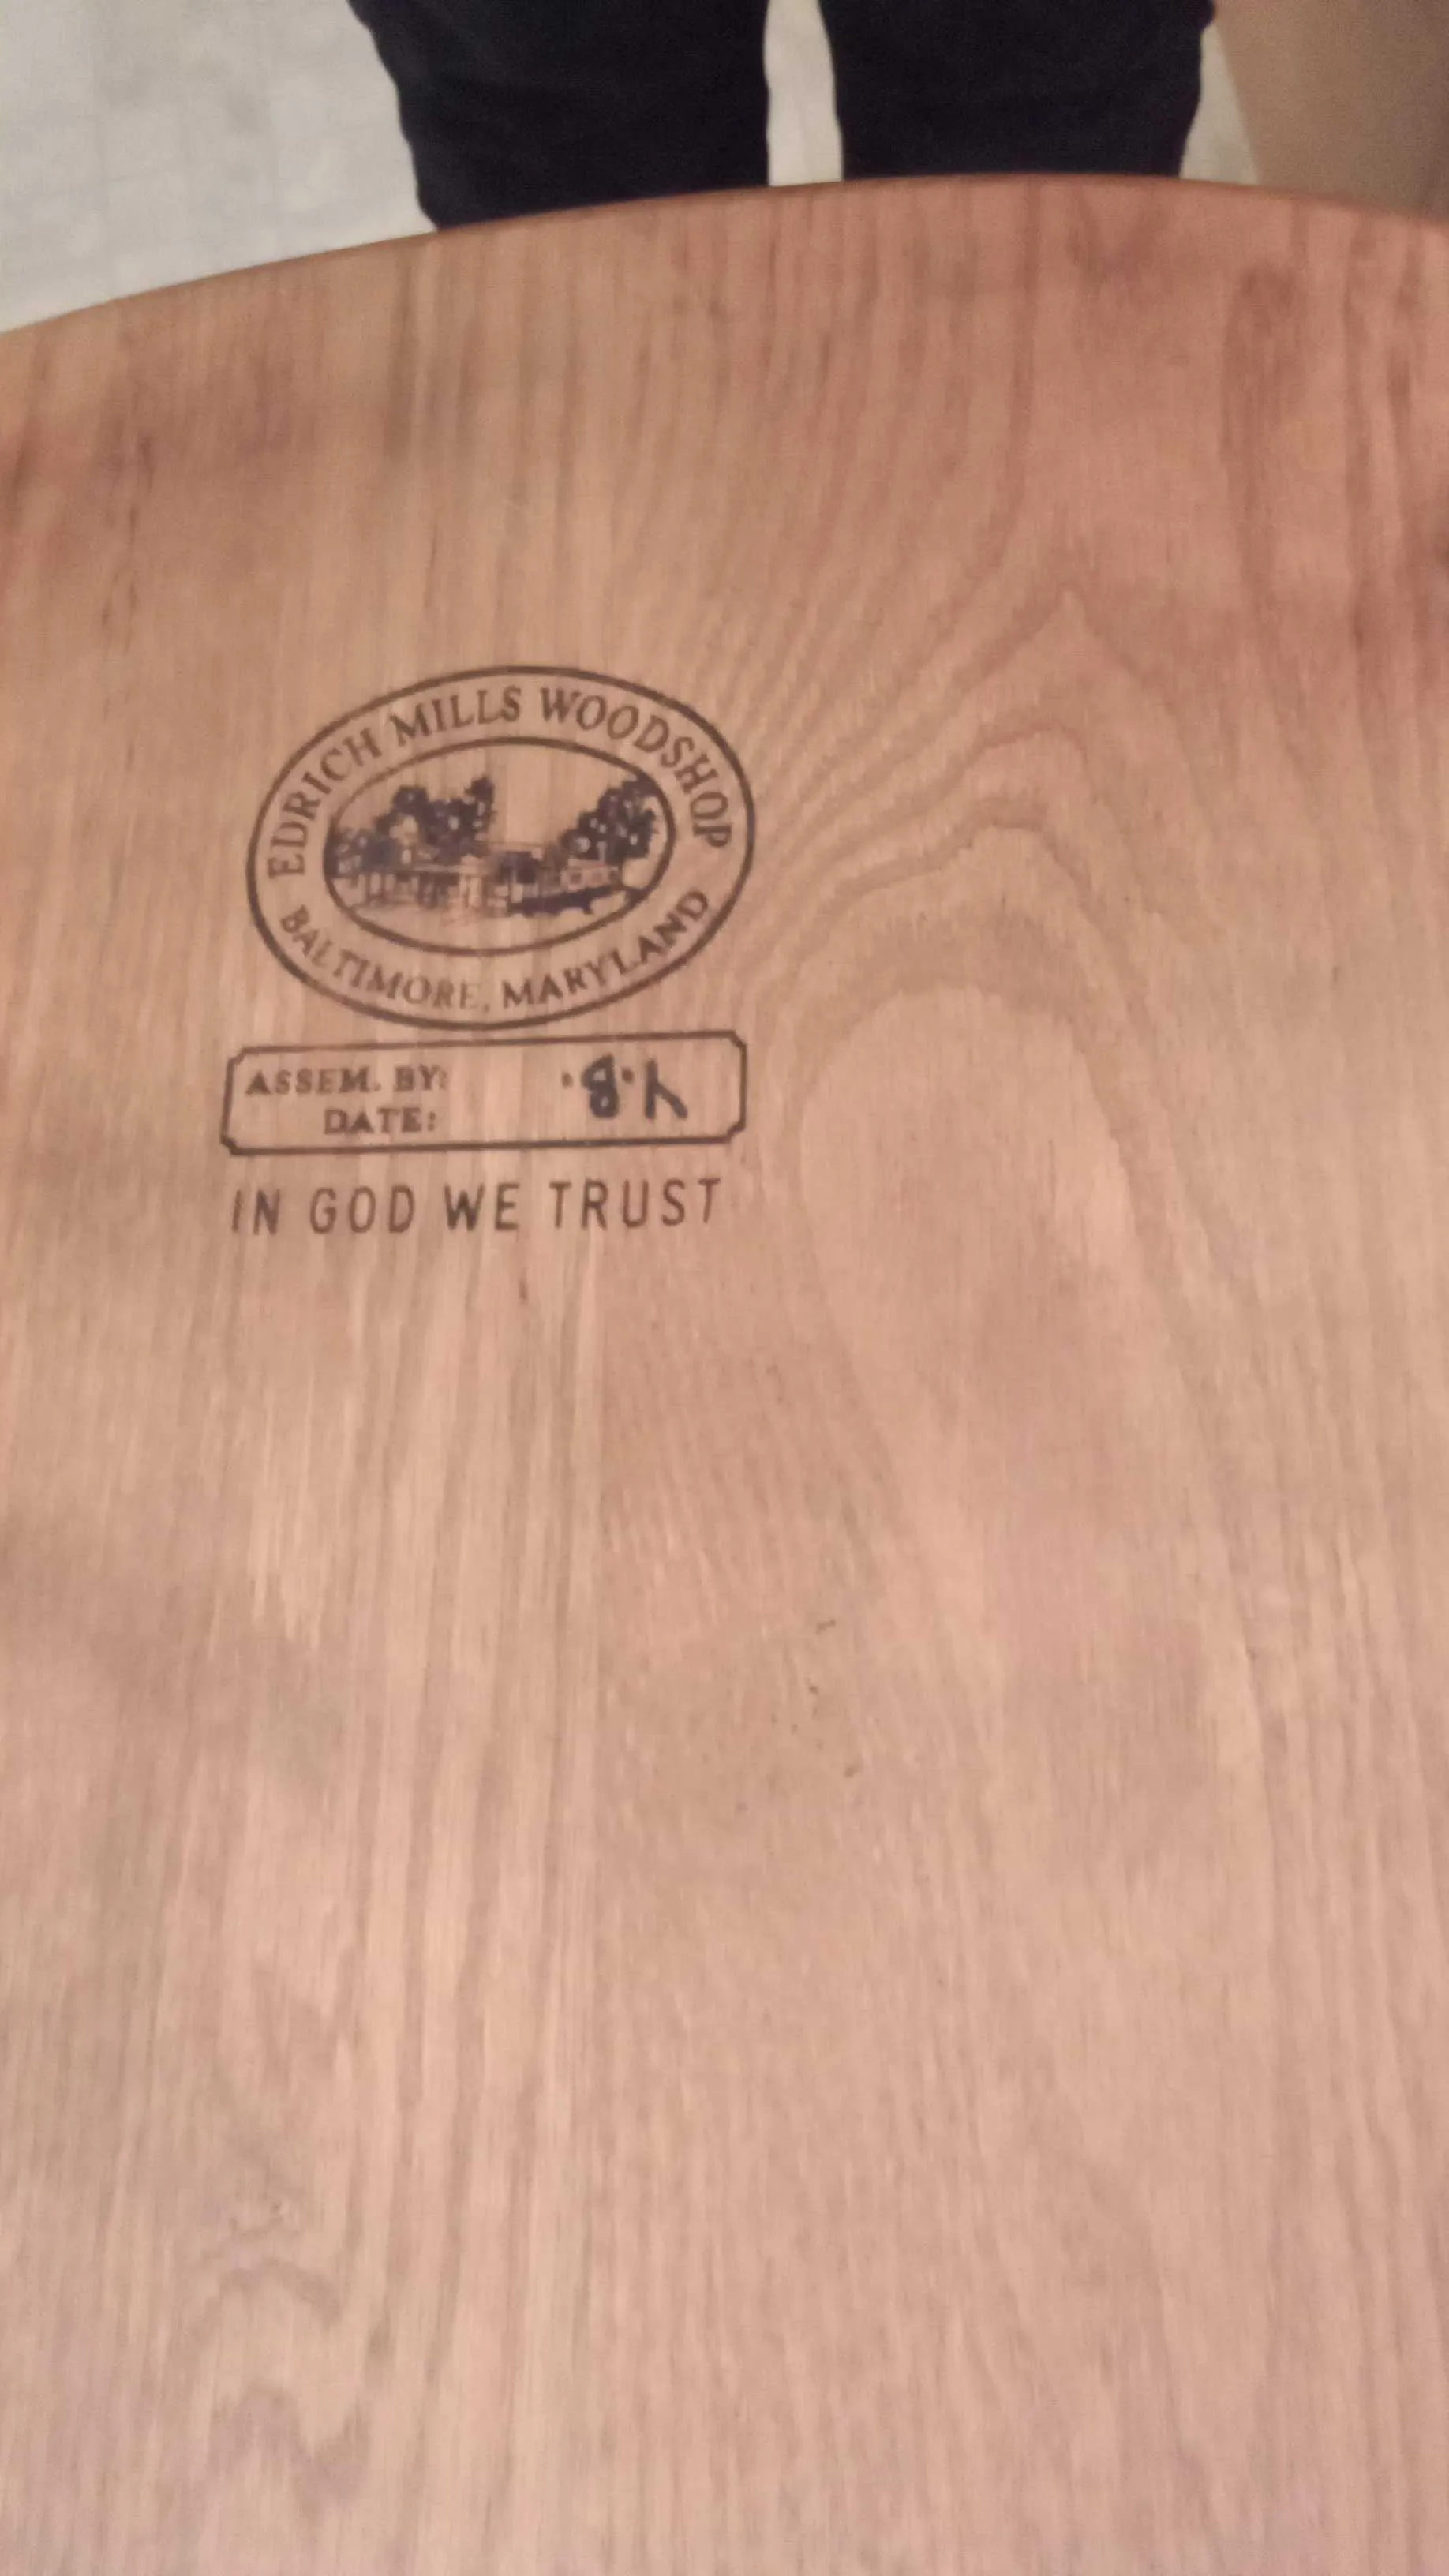 EDRICH MILLS WOODSHOP
BALTIMORE, MARYLAND
ASSEM. BY: Y.B.
DATE:
IN GOD WE TRUST